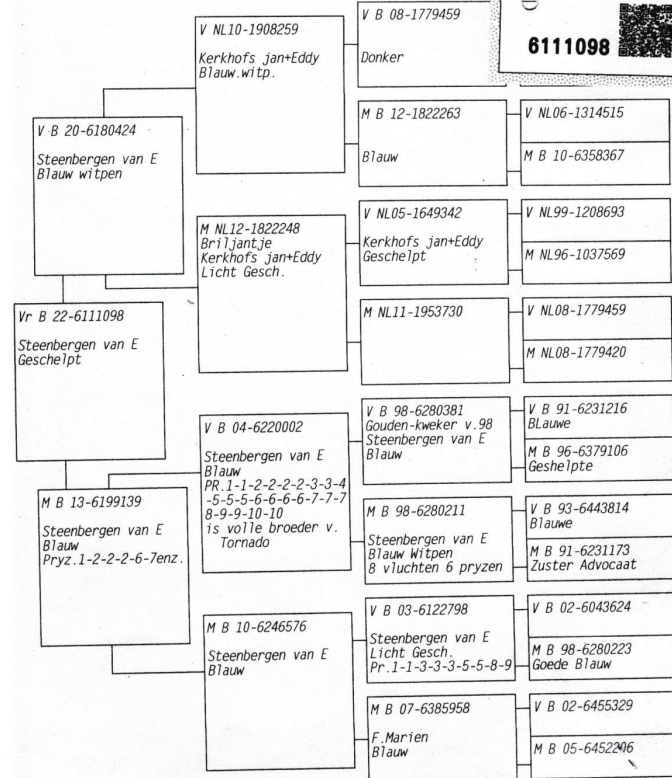 6111098
Vr B 22-6111098
Steenbergen van E
Geschelpt
V B 20-6180424
Steenbergen van E
Blauw witpen
M B 13-6199139
Steenbergen van E
Blauw
Pryz.1-2-2-2-6-7enz.
V NL10-1908259
Kerkhofs jan+Eddy
Blauw.witp.
M NL12-1822248
Briljantje
Kerkhofs jan+Eddy
Licht Gesch.
V B 04-6220002
Steenbergen van E
Blauw
PR.1-1-2-2-2-2-3-3-4
-5-5-5-6-6-6-6-7-7-7
8-9-9-10-10
is volle broeder v.
Tornado
M B 10-6246576
Steenbergen van E
Blauw
V B 08-1779459
Donker
M B 12-1822263
Blauw
V NL05-1649342
Kerkhofs jan+Eddy
Geschelpt
M NL11-1953730
V B 98-6280381
Gouden-kweker v.98
Steenbergen van E
Blauw
M B 98-6280211
Steenbergen van E
Blauw Witpen
8 vluchten 6 pryzen
V B 03-6122798
Steenbergen van E
Licht Gesch.
Pr.1-1-3-3-3-5-5-8-9
M B 07-6385958
F.Marien
Blauw
V NL06-1314515
M B 10-6358367
V NL99-1208693
M NL96-1037569
V NL08-1779459
M NL08-1779420
V B 91-6231216
BLauwe
M B 96-6379106
Geshelpte
V B 93-6443814
Blauwe
M B 91-6231173
Zuster Advocaat
V B 02-6043624
M B 98-6280223
Goede Blauw
V B 02-6455329
M B 05-6452206